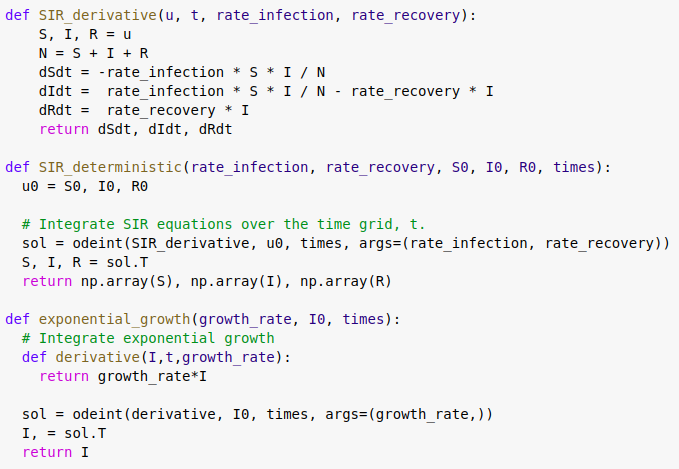 def SIR_derivative(u, t, rate_infection, rate_recovery):
    S, I, R = u
    N = S + I + R
    dSdt = -rate_infection * S * I / N
    dIdt =  rate_infection * S * I / N - rate_recovery * I
    dRdt =  rate_recovery * I
    return dSdt, dIdt, dRdt

def SIR_deterministic(rate_infection, rate_recovery, S0, I0, R0, times):
  u0 = S0, I0, R0

  # Integrate SIR equations over the time grid, t.
  sol = odeint(SIR_derivative, u0, times, args=(rate_infection, rate_recovery))
  S, I, R = sol.T
  return np.array(S), np.array(I), np.array(R)

def exponential_growth(growth_rate, I0, times):
  # Integrate exponential growth
  def derivative(I,t,growth_rate):
    return growth_rate*I

  sol = odeint(derivative, I0, times, args=(growth_rate,))
  I, = sol.T
  return I